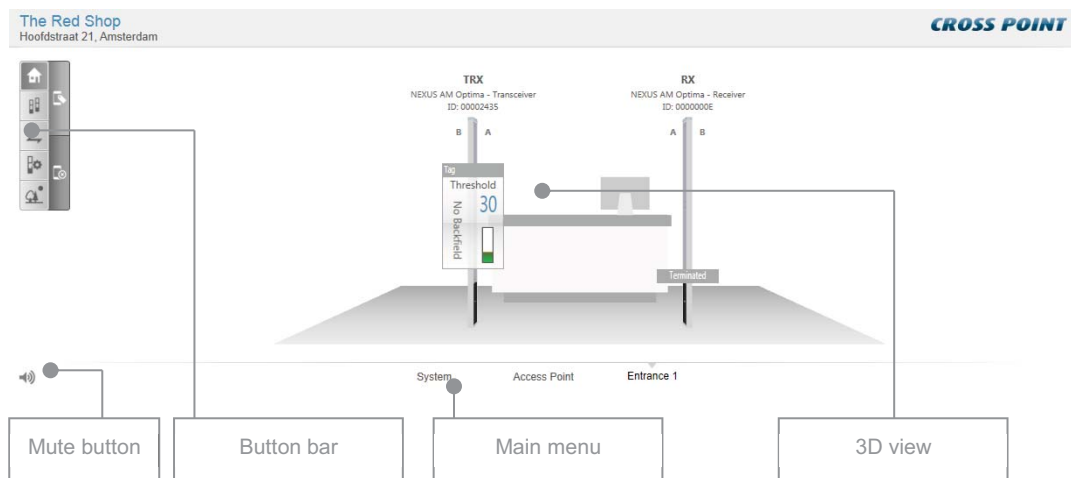 The Red Shop
Hoofdstraat 21, Amsterdam
CROSS POINT
TRX
NEXUS AM Optima - Transceiver
ID: 00002435
B A
RX
NEXUS AM Optima - Receiver
ID: 0000000E
A B
Tag
Threshold
30
No Backfield
Terminated
System
Access Point
Entrance 1
Mute button
Button bar
Main menu
3D view